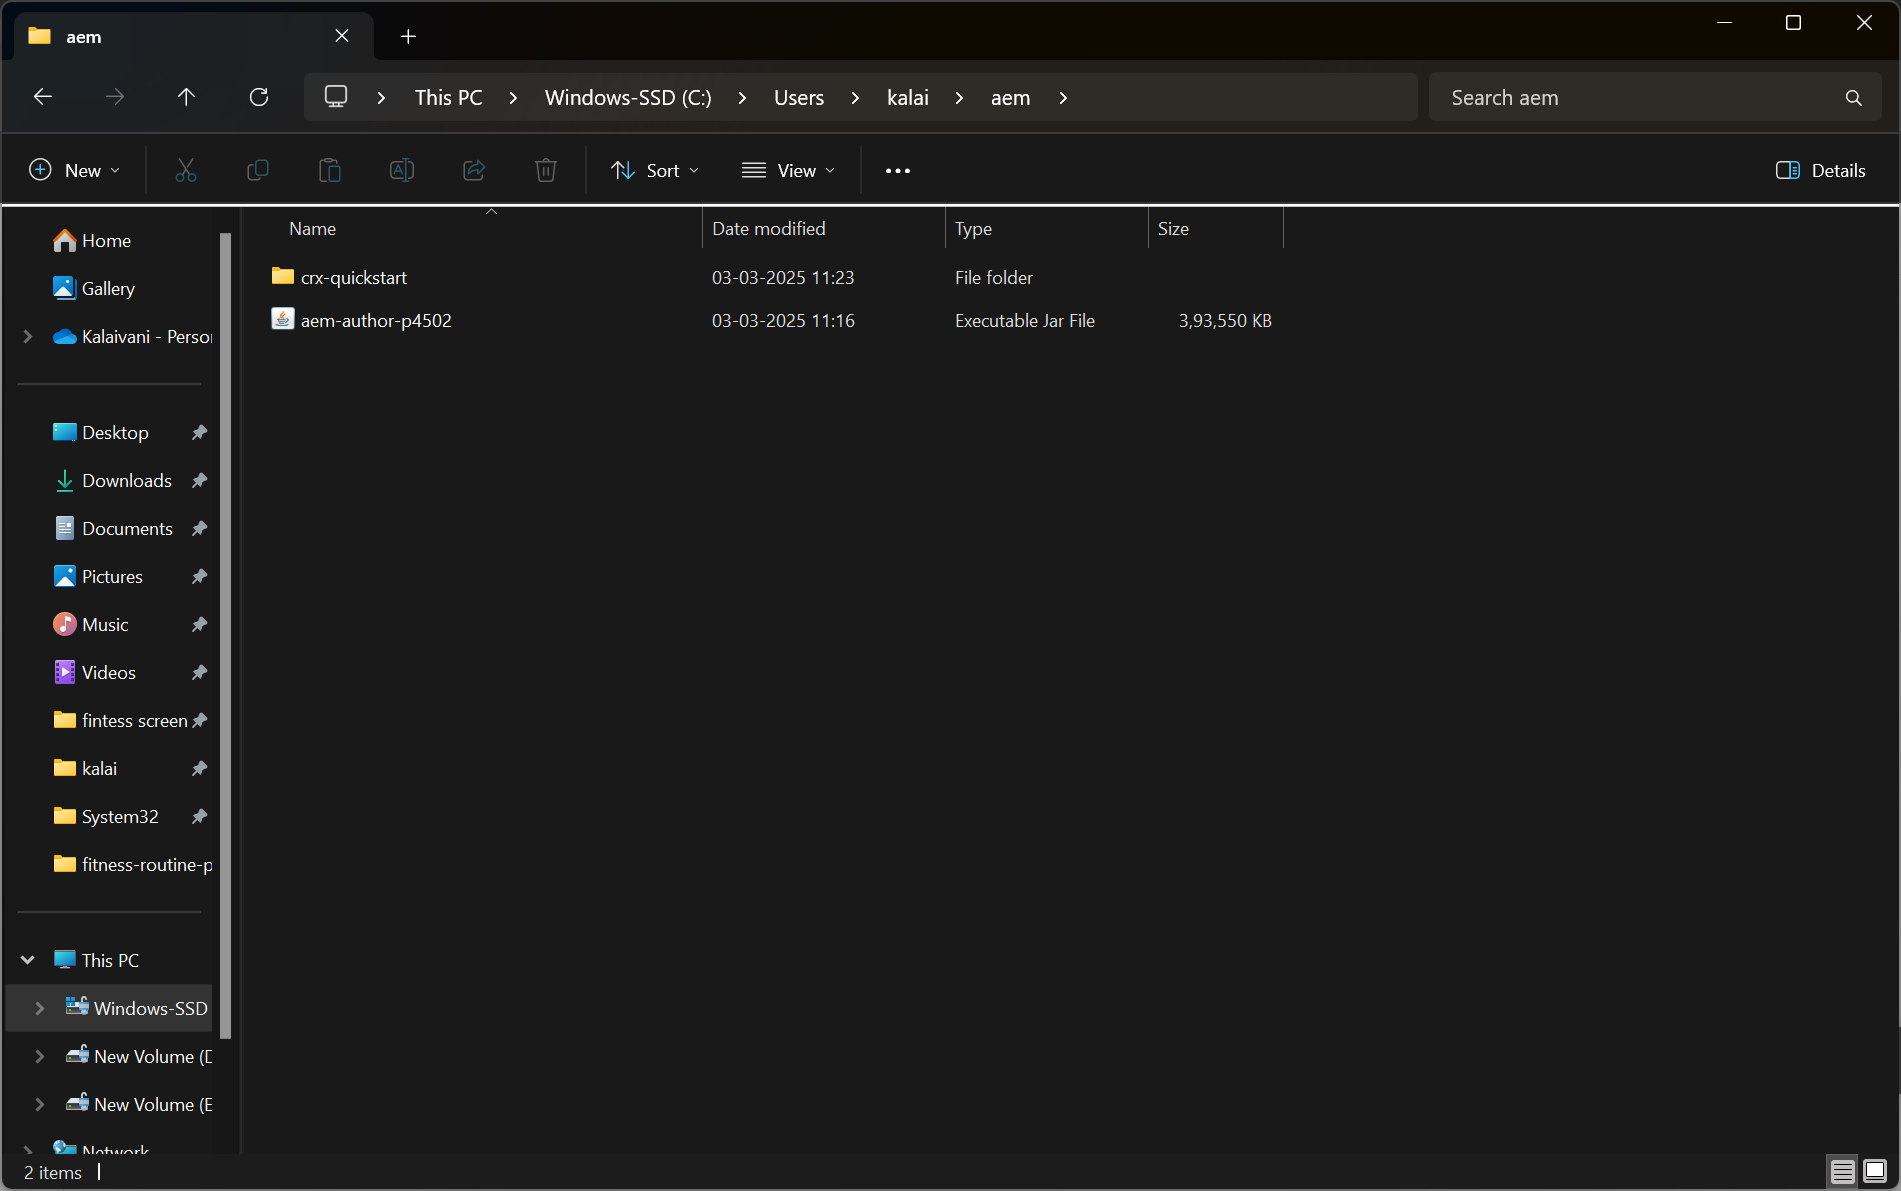 aem
This PC Windows-SSD (C:) Users kalai aem
Search aem
New
Sort
View
Details
Name Date modified Type Size
crx-quickstart 03-03-2025 11:23 File folder
aem-author-p4502 03-03-2025 11:16 Executable Jar File 3,93,550 KB
Home
Gallery
Kalaivani - Person
Desktop
Downloads
Documents
Pictures
Music
Videos
fintess screen
kalai
System32
fitness-routine-p
This PC
Windows-SSD
New Volume (D
New Volume (E
Network
2 items